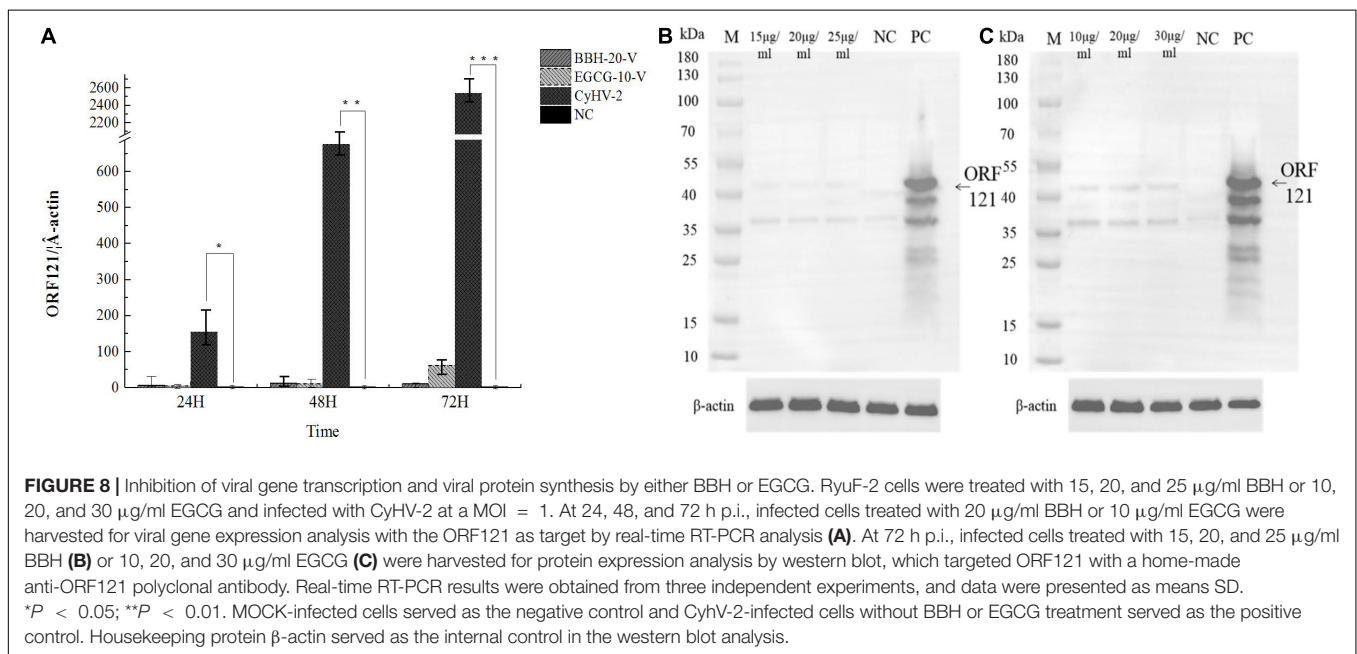 A
BBH-20-V
EGCG-10-V
CyHV-2
NC
2600
2400
2200
600
500
400
300
200
100
0
ORF121/¦Â-actin
*
* *
* * *
24H 48H 72H
Time
B
kDa M 15μg/ml 20μg/ml 25μg/ml NC PC
180
130
100
70
55
40
35
25
15
10
←ORF
121
β-actin
C
kDa M 10μg/ml 20μg/ml 30μg/ml NC PC
180
130
100
70
55
40
35
25
15
10
←ORF
121
β-actin
FIGURE 8 | Inhibition of viral gene transcription and viral protein synthesis by either BBH or EGCG. RyuF-2 cells were treated with 15, 20, and 25 μg/ml BBH or 10,
20, and 30 μg/ml EGCG and infected with CyHV-2 at a MOI = 1. At 24, 48, and 72 h p.i., infected cells treated with 20 μg/ml BBH or 10 μg/ml EGCG were
harvested for viral gene expression analysis with the ORF121 as target by real-time RT-PCR analysis (A). At 72 h p.i., infected cells treated with 15, 20, and 25 μg/ml
BBH (B) or 10, 20, and 30 μg/ml EGCG (C) were harvested for protein expression analysis by western blot, which targeted ORF121 with a home-made
anti-ORF121 polyclonal antibody. Real-time RT-PCR results were obtained from three independent experiments, and data were presented as means SD.
*P < 0.05; **P < 0.01. MOCK-infected cells served as the negative control and CyhV-2-infected cells without BBH or EGCG treatment served as the positive
control. Housekeeping protein β-actin served as the internal control in the western blot analysis.